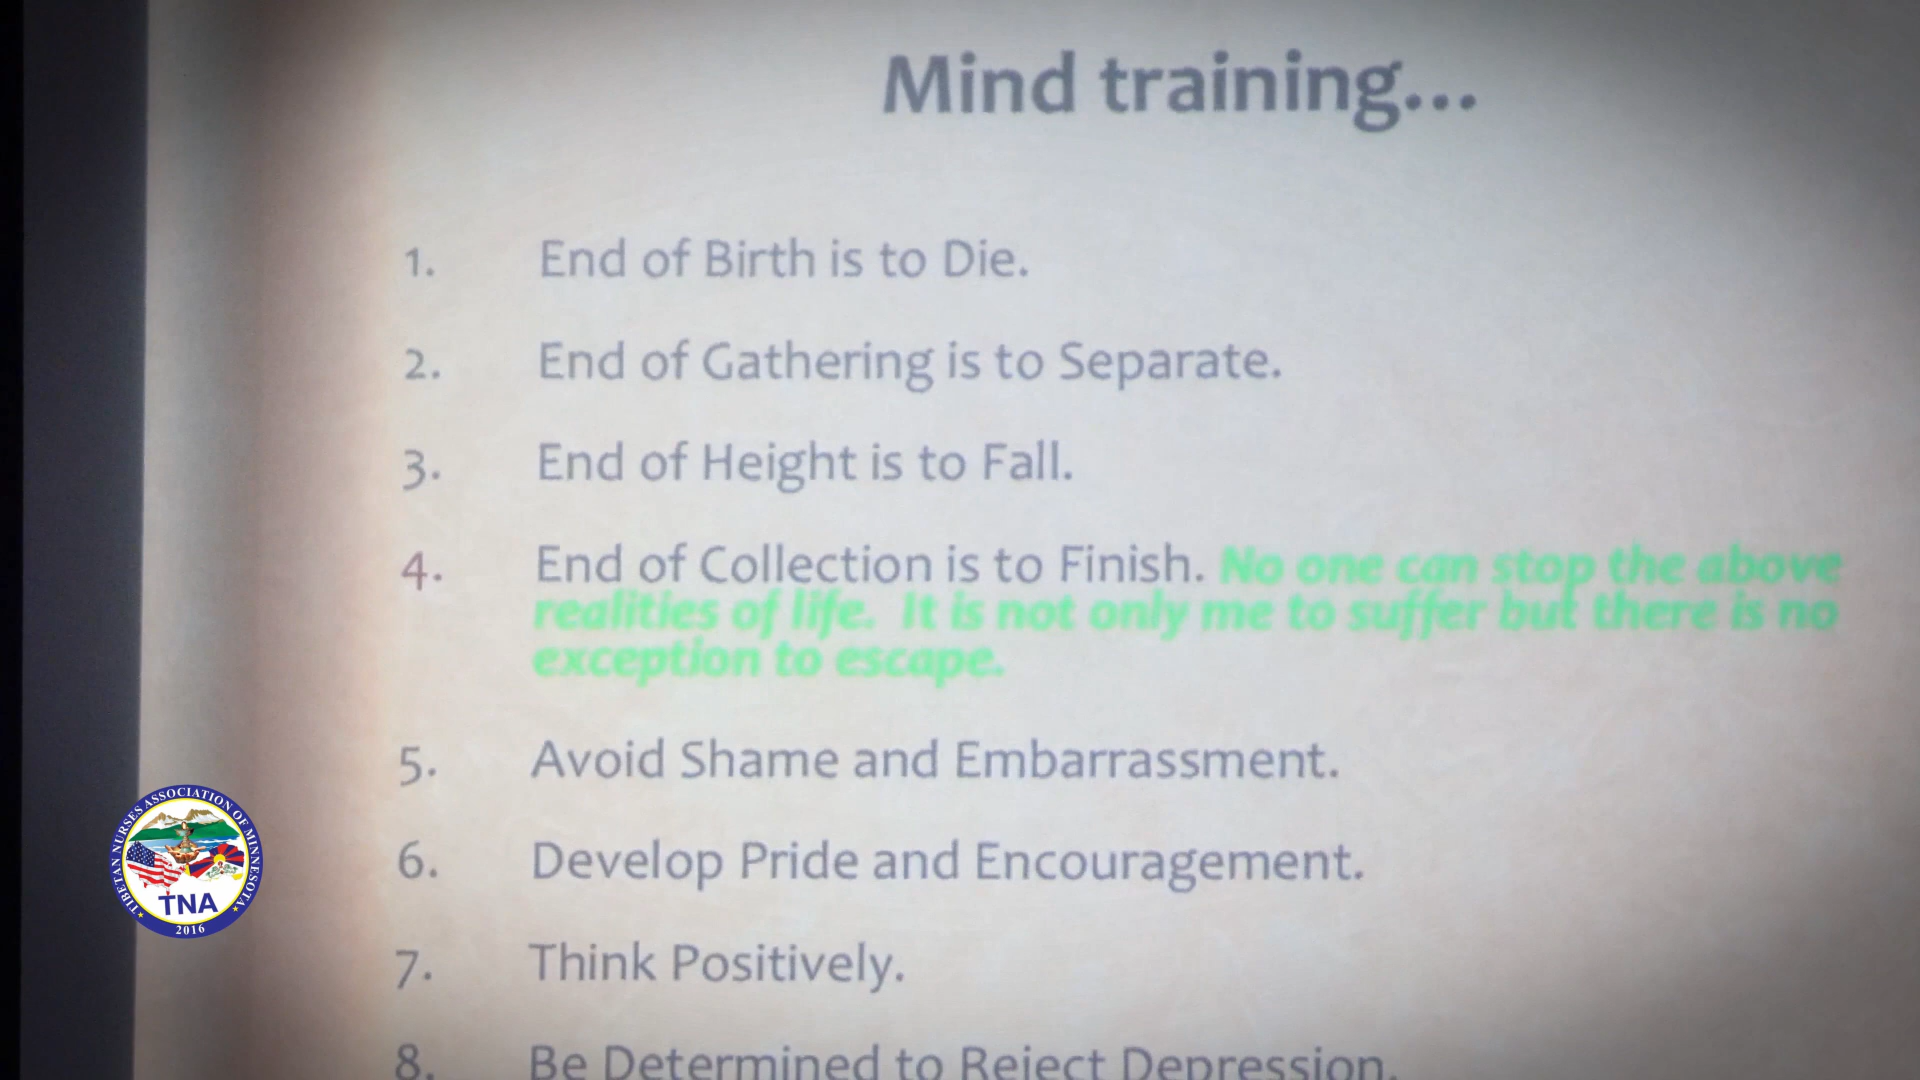 Mind training...
1. End of Birth is to Die.
2. End of Gathering is to Separate.
3. End of Height is to Fall.
4. End of Collection is to Finish. No one can stop the above
realities of life. It is not only me to suffer but there is no
exception to escape.
5. Avoid Shame and Embarrassment.
6. Develop Pride and Encouragement.
7. Think Positively.
8. Be Determined to Reject Depression.
TIBETAN NURSES ASSOCIATION OF MINNESOTA
TNA
2016